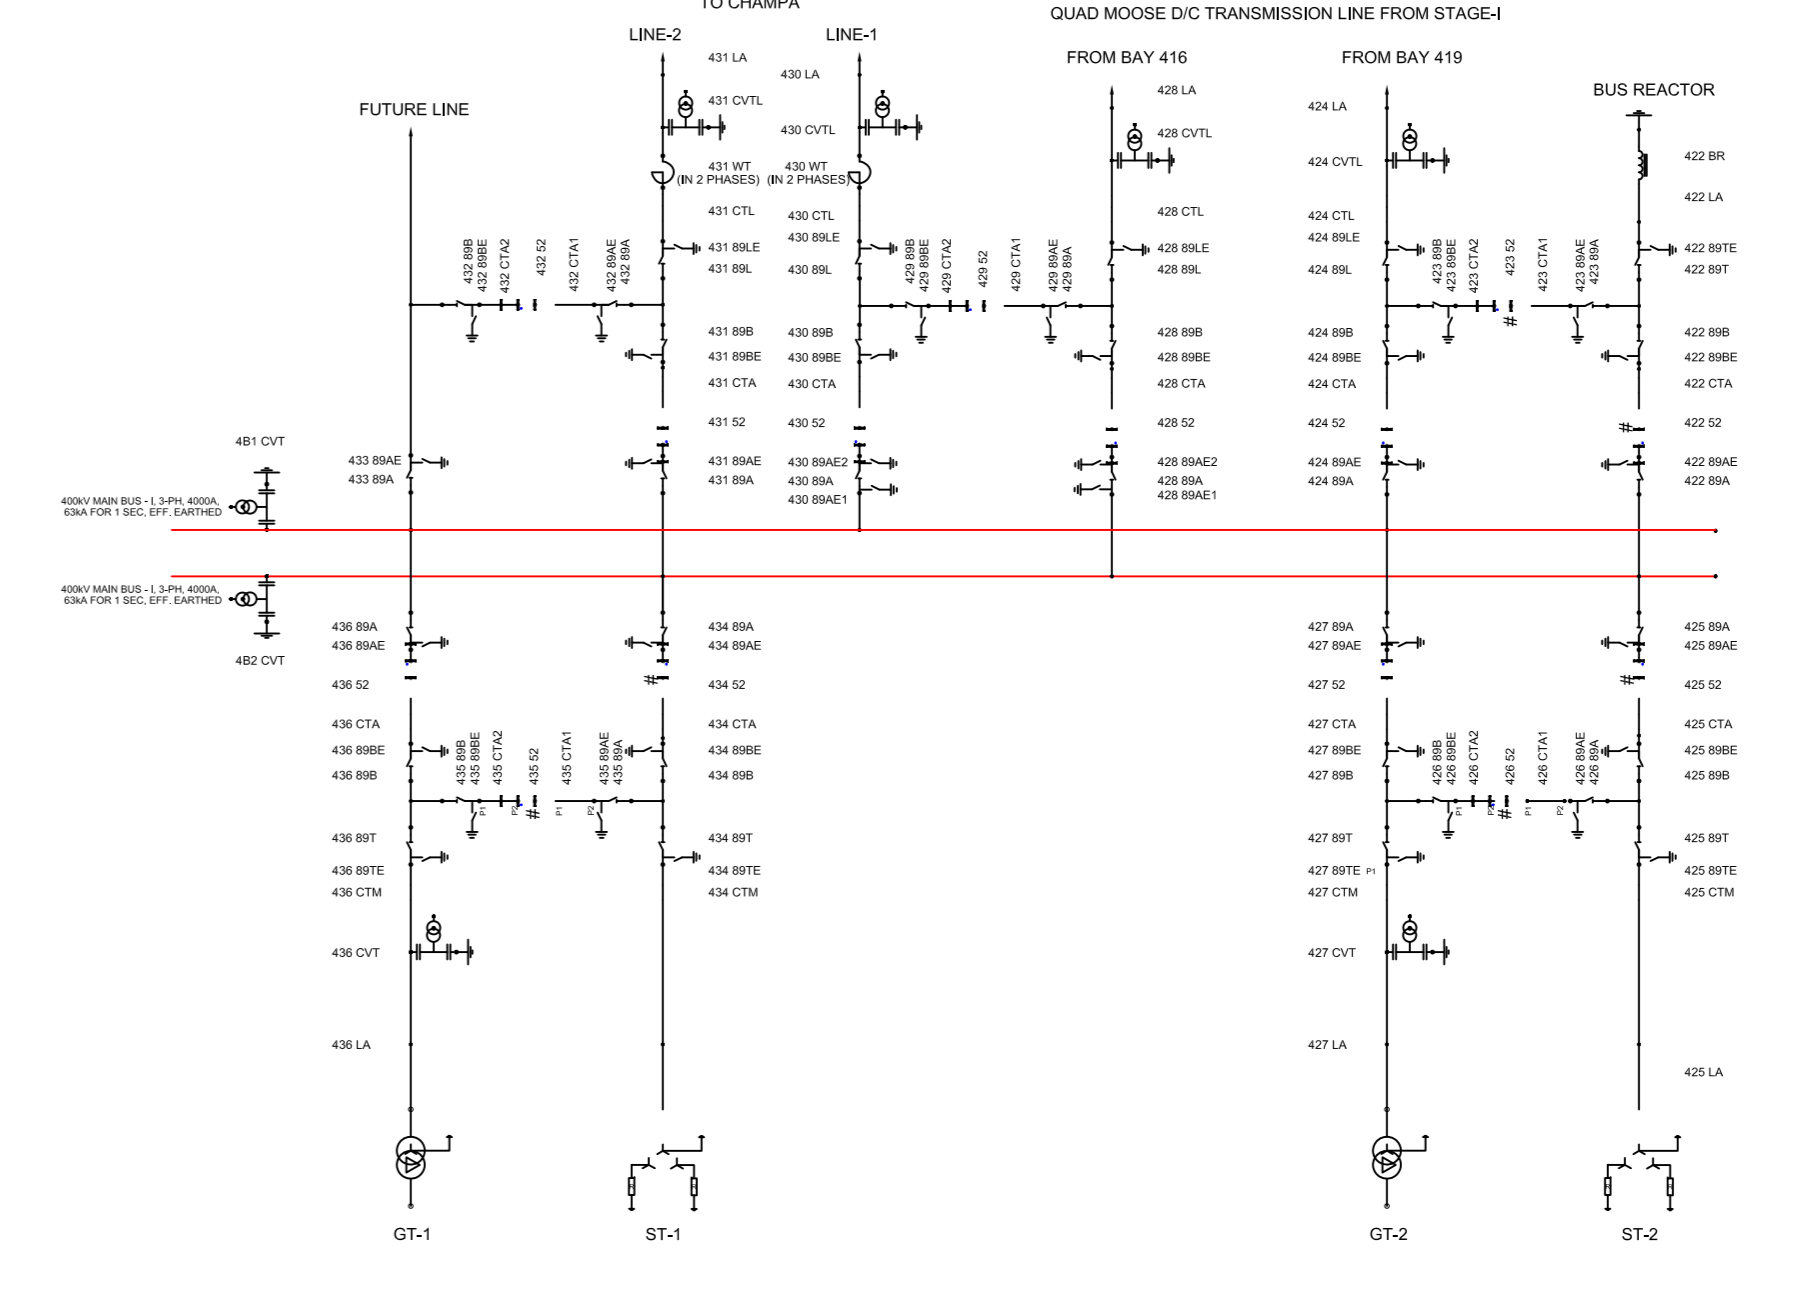 TO CHAMPA
QUAD MOOSE D/C TRANSMISSION LINE FROM STAGE-I
LINE-2
LINE-1
FROM BAY 416
FROM BAY 419
BUS REACTOR
FUTURE LINE
431 LA
431 CVTL
431 WT
(IN 2 PHASES)
431 CTL
431 89LE
431 89L
431 89B
431 89BE
431 CTA
431 52
431 89AE
431 89A
430 LA
430 CVTL
430 WT
(IN 2 PHASES)
430 CTL
430 89LE
430 89L
430 89B
430 89BE
430 CTA
430 52
430 89AE2
430 89A
430 89AE1
428 LA
428 CVTL
428 CTL
428 89LE
428 89L
428 89B
428 89BE
428 CTA
428 52
428 89AE2
428 89A
428 89AE1
424 LA
424 CVTL
424 CTL
424 89LE
424 89L
424 89B
424 89BE
424 CTA
424 52
424 89AE
424 89A
422 BR
422 LA
422 89TE
422 89T
422 89B
422 89BE
422 CTA
#
422 52
422 89AE
422 89A
432 89B
432 89BE
432 CTA2
432 52
432 CTA1
432 89AE
432 89A
429 89B
429 89BE
429 CTA2
429 52
429 CTA1
429 89AE
429 89A
423 89B
423 89BE
423 CTA2
423 52
#
423 CTA1
423 89AE
423 89A
433 89AE
433 89A
4B1 CVT
400kV MAIN BUS - I, 3-PH, 4000A,
63kA FOR 1 SEC, EFF. EARTHED
400kV MAIN BUS - I, 3-PH, 4000A,
63kA FOR 1 SEC, EFF. EARTHED
4B2 CVT
436 89A
436 89AE
436 52
436 CTA
436 89BE
436 89B
436 89T
436 89TE
436 CTM
436 CVT
436 LA
435 89B
435 89BE
435 CTA2
435 52
435 CTA1
435 89AE
435 89A
P1
P2
#
P1
P2
434 89A
434 89AE
#
434 52
434 CTA
434 89BE
434 89B
434 89T
434 89TE
434 CTM
427 89A
427 89AE
427 52
427 CTA
427 89BE
427 89B
427 89T
427 89TE P1
427 CTM
427 CVT
427 LA
426 89B
426 89BE
426 CTA2
426 52
426 CTA1
426 89AE
426 89A
P1
P2
#
P1
P2
425 89A
425 89AE
#
425 52
425 CTA
425 89BE
425 89B
425 89T
425 89TE
425 CTM
425 LA
GT-1
ST-1
GT-2
ST-2